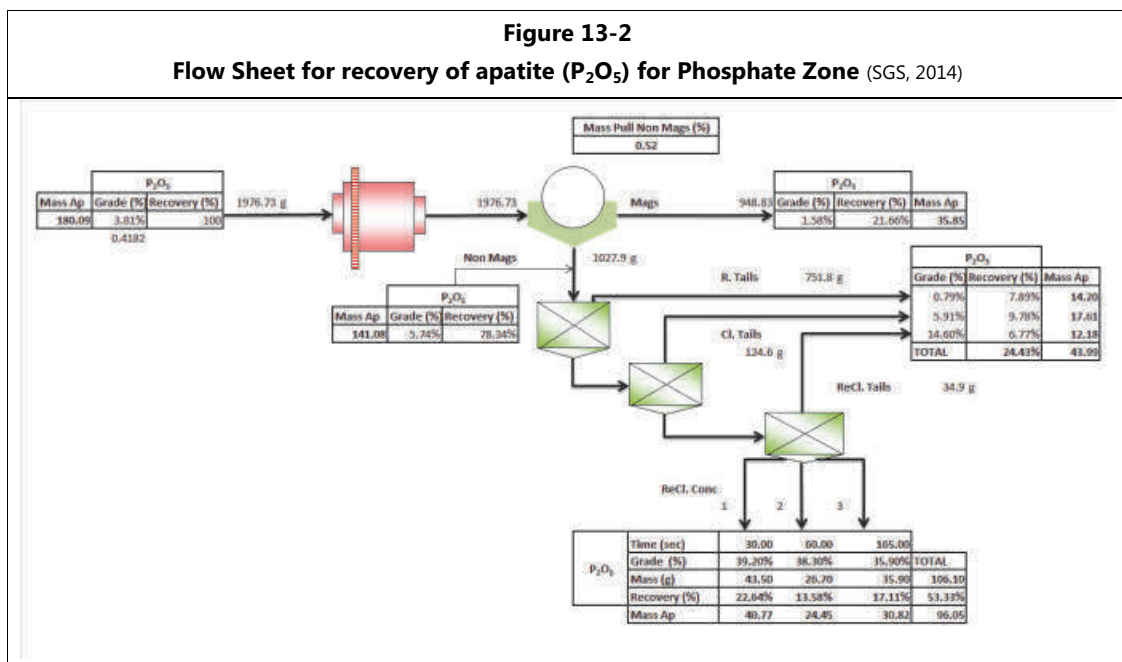 Figure 13-2
Flow Sheet for recovery of apatite (P₂O₅) for Phosphate Zone (SGS, 2014)
Mass Pull Non Mags (%)
0.52
P₂O₅
Mass Ap Grade (%) Recovery (%)
180.09 3.81% 100
0.4182
1976.73 g
1976.73
Mags
948.83
P₂O₅
Grade (%) Recovery (%) Mass Ap
1.58% 21.66% 35.85
Non Mags
1027.9 g
P₂O₅
Mass Ap Grade (%) Recovery (%)
141.08 5.74% 78.34%
R. Tails 751.8 g
Cl. Tails
124.6 g
ReCl. Tails 34.9 g
P₂O₅
Grade (%) Recovery (%) Mass Ap
0.79% 7.89% 14.20
5.91% 9.78% 17.61
14.60% 6.77% 12.18
TOTAL 24.43% 43.99
ReCl. Conc
1 2 3
P₂O₅
Time (sec) 30.00 60.00 105.00
Grade (%) 39.20% 38.30% 35.90% TOTAL
Mass (g) 43.50 26.70 35.90 106.10
Recovery (%) 22.64% 13.58% 17.11% 53.33%
Mass Ap 40.77 24.45 30.82 96.05